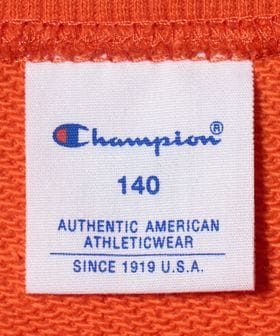 Champion®
140
AUTHENTIC AMERICAN
ATHLETICWEAR
SINCE 1919 U.S.A.